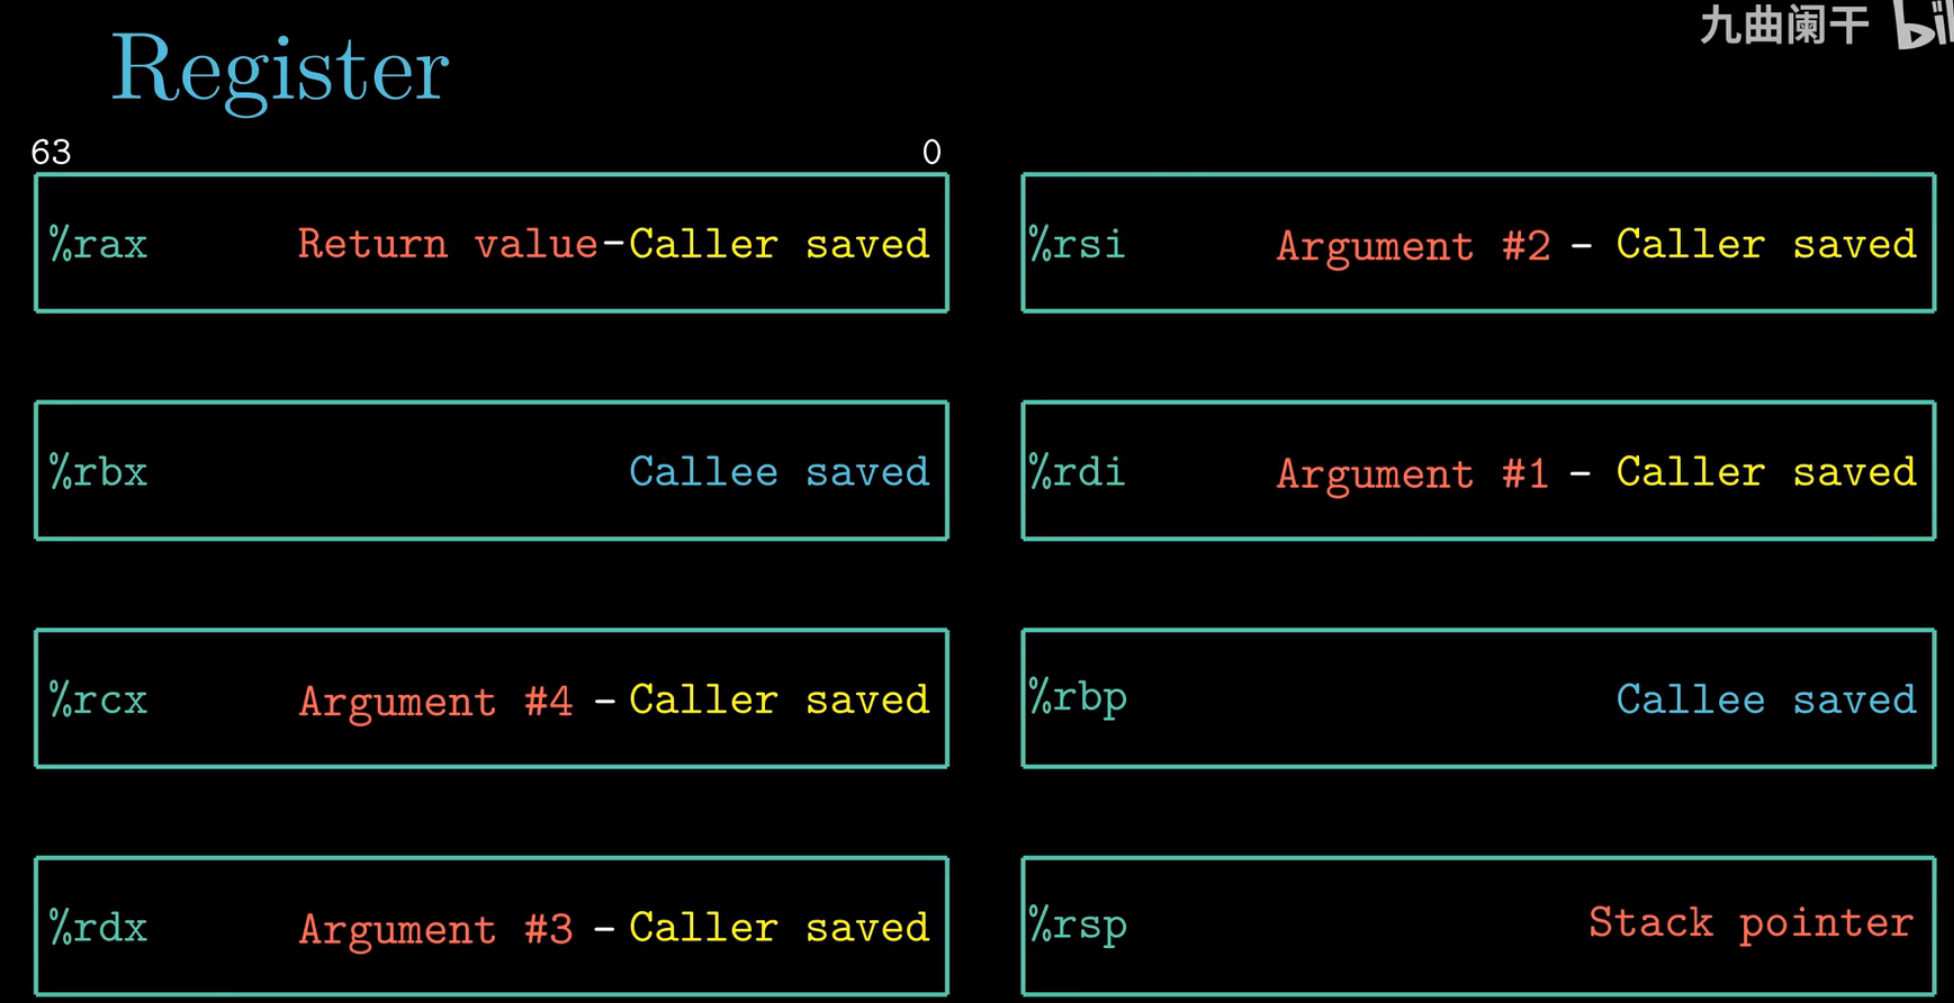 九曲阑干
Register
63 0
%rax Return value-Caller saved
%rsi Argument #2 - Caller saved
%rbx Callee saved
%rdi Argument #1 - Caller saved
%rcx Argument #4 -Caller saved
%rbp Callee saved
%rdx Argument #3 -Caller saved
%rsp Stack pointer